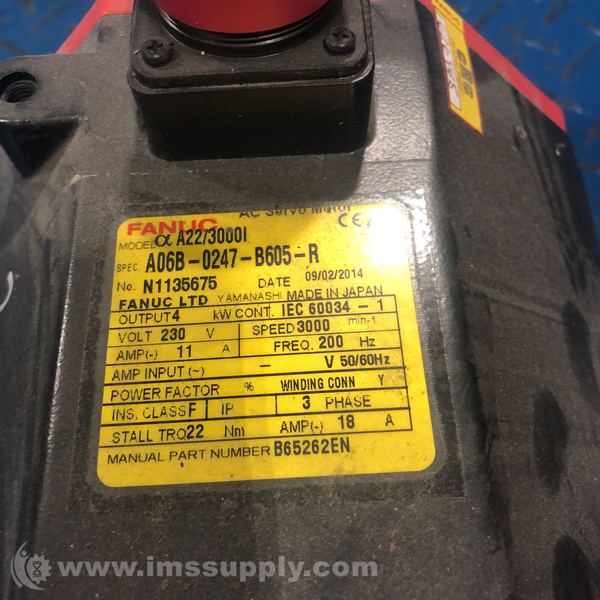 FANUC AC Servo Motor CE
MODEL α A22/3000I
SPEC. A06B-0247-B605-R
No. N1135675 DATE 09/02/2014
FANUC LTD YAMANASHI MADE IN JAPAN
OUTPUT 4 kW CONT. IEC 60034-1
VOLT 230 V SPEED 3000 min-1
AMP(~) 11 A FREQ. 200 Hz
AMP INPUT (~) – V 50/60Hz
POWER FACTOR % WINDING CONN Y
INS. CLASS F IP 3 PHASE
STALL TRQ 22 Nm AMP(~) 18 A
MANUAL PART NUMBER B65262EN
www.imssupply.com